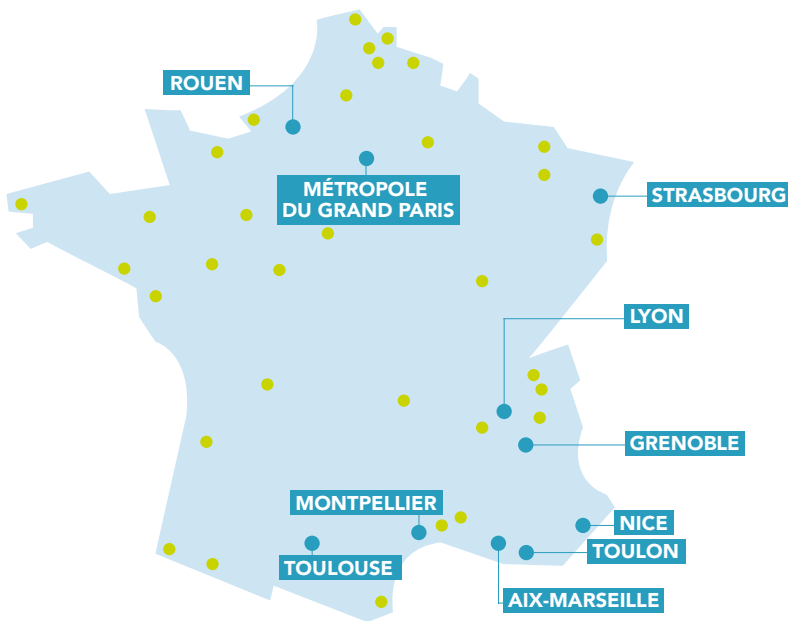 ROUEN
MÉTROPOLE
DU GRAND PARIS
STRASBOURG
LYON
GRENOBLE
MONTPELLIER
NICE
TOULON
TOULOUSE
AIX-MARSEILLE